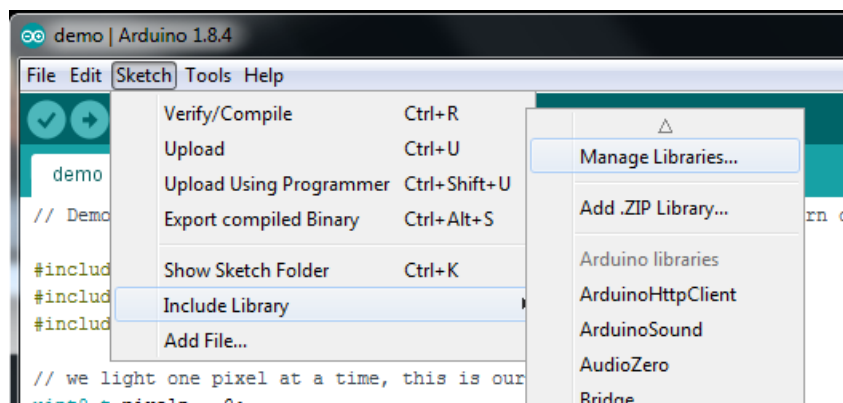 demo | Arduino 1.8.4
File Edit Sketch Tools Help
Verify/Compile Ctrl+R
Upload Ctrl+U
Upload Using Programmer Ctrl+Shift+U
Export compiled Binary Ctrl+Alt+S
Show Sketch Folder Ctrl+K
Include Library
Add File...
Manage Libraries...
Add .ZIP Library...
Arduino libraries
ArduinoHttpClient
ArduinoSound
AudioZero
Bridge
demo
// Demo
#includ
#includ
#includ
// we light one pixel at a time, this is our